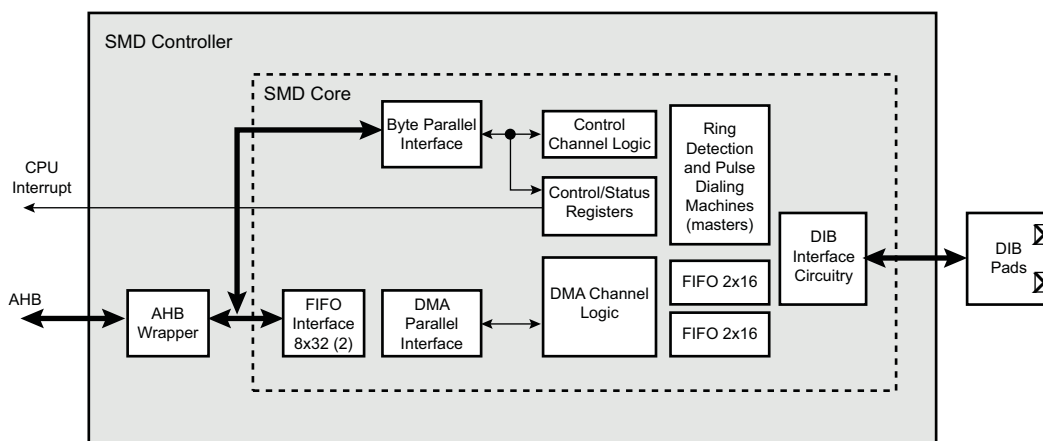 SMD Controller
SMD Core
Byte Parallel
Interface
Control
Channel Logic
Ring
Detection
and Pulse
Dialing
Machines
(masters)
CPU
Interrupt
Control/Status
Registers
DIB
Interface
Circuitry
DIB
Pads
AHB
AHB
Wrapper
FIFO
Interface
8x32 (2)
DMA
Parallel
Interface
DMA Channel
Logic
FIFO 2x16
FIFO 2x16